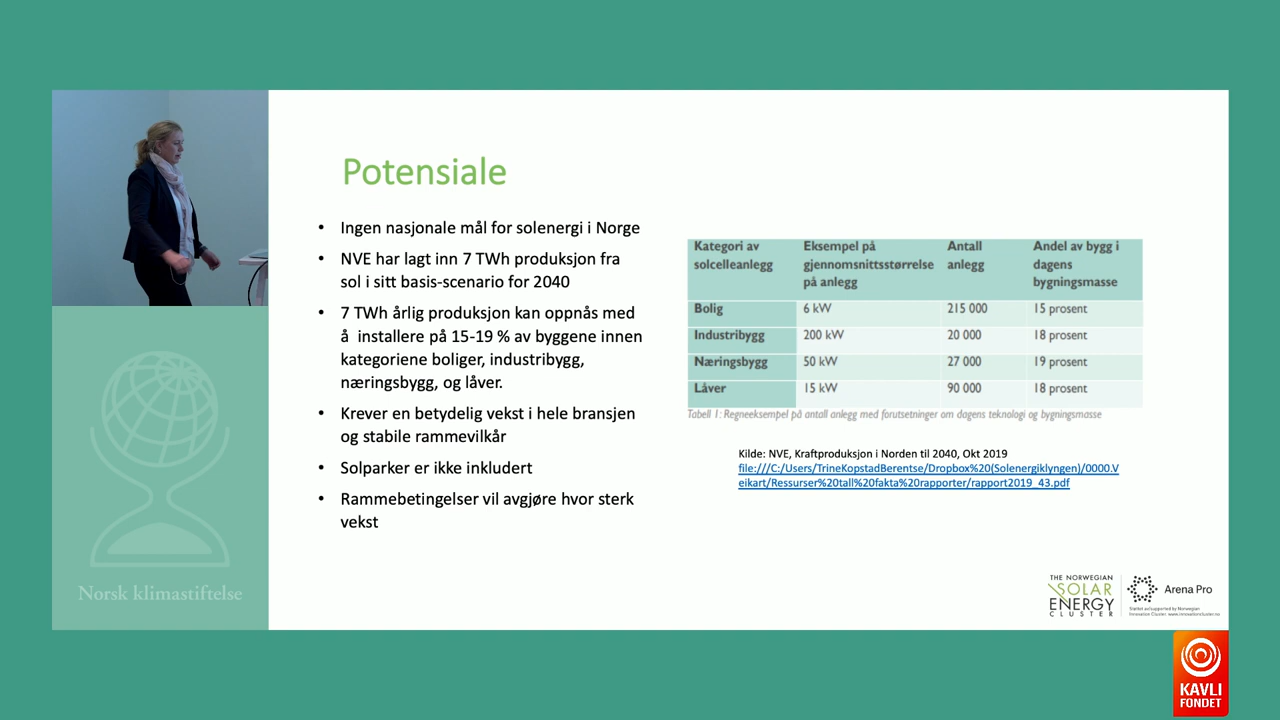 Potensiale
• Ingen nasjonale mål for solenergi i Norge
• NVE har lagt inn 7 TWh produksjon fra
sol i sitt basis-scenario for 2040
• 7 TWh årlig produksjon kan oppnås med
å installere på 15-19 % av byggene innen
kategoriene boliger, industribygg,
næringsbygg, og låver.
• Krever en betydelig vekst i hele bransjen
og stabile rammevilkår
• Solparker er ikke inkludert
• Rammebetingelser vil avgjøre hvor sterk
vekst
Kategori av solcelleanlegg Eksempel på gjennomsnittsstørrelse på anlegg Antall anlegg Andel av bygg i dagens bygningsmasse
Bolig 6 kW 215 000 15 prosent
Industribygg 200 kW 20 000 18 prosent
Næringsbygg 50 kW 27 000 19 prosent
Låver 15 kW 90 000 18 prosent
Tabell 1: Regneeksempel på antall anlegg med forutsetninger om dagens teknologi og bygningsmasse
Kilde: NVE, Kraftproduksjon i Norden til 2040, Okt 2019
file:///C:/Users/TrineKopstadBerentse/Dropbox%20(Solenergiklyngen)/0000.V
eikart/Ressurser%20tall%20fakta%20rapporter/rapport2019_43.pdf
Norsk klimastiftelse
THE NORWEGIAN
SOLAR
ENERGY
CLUSTER
Arena Pro
KAVLI
FONDET